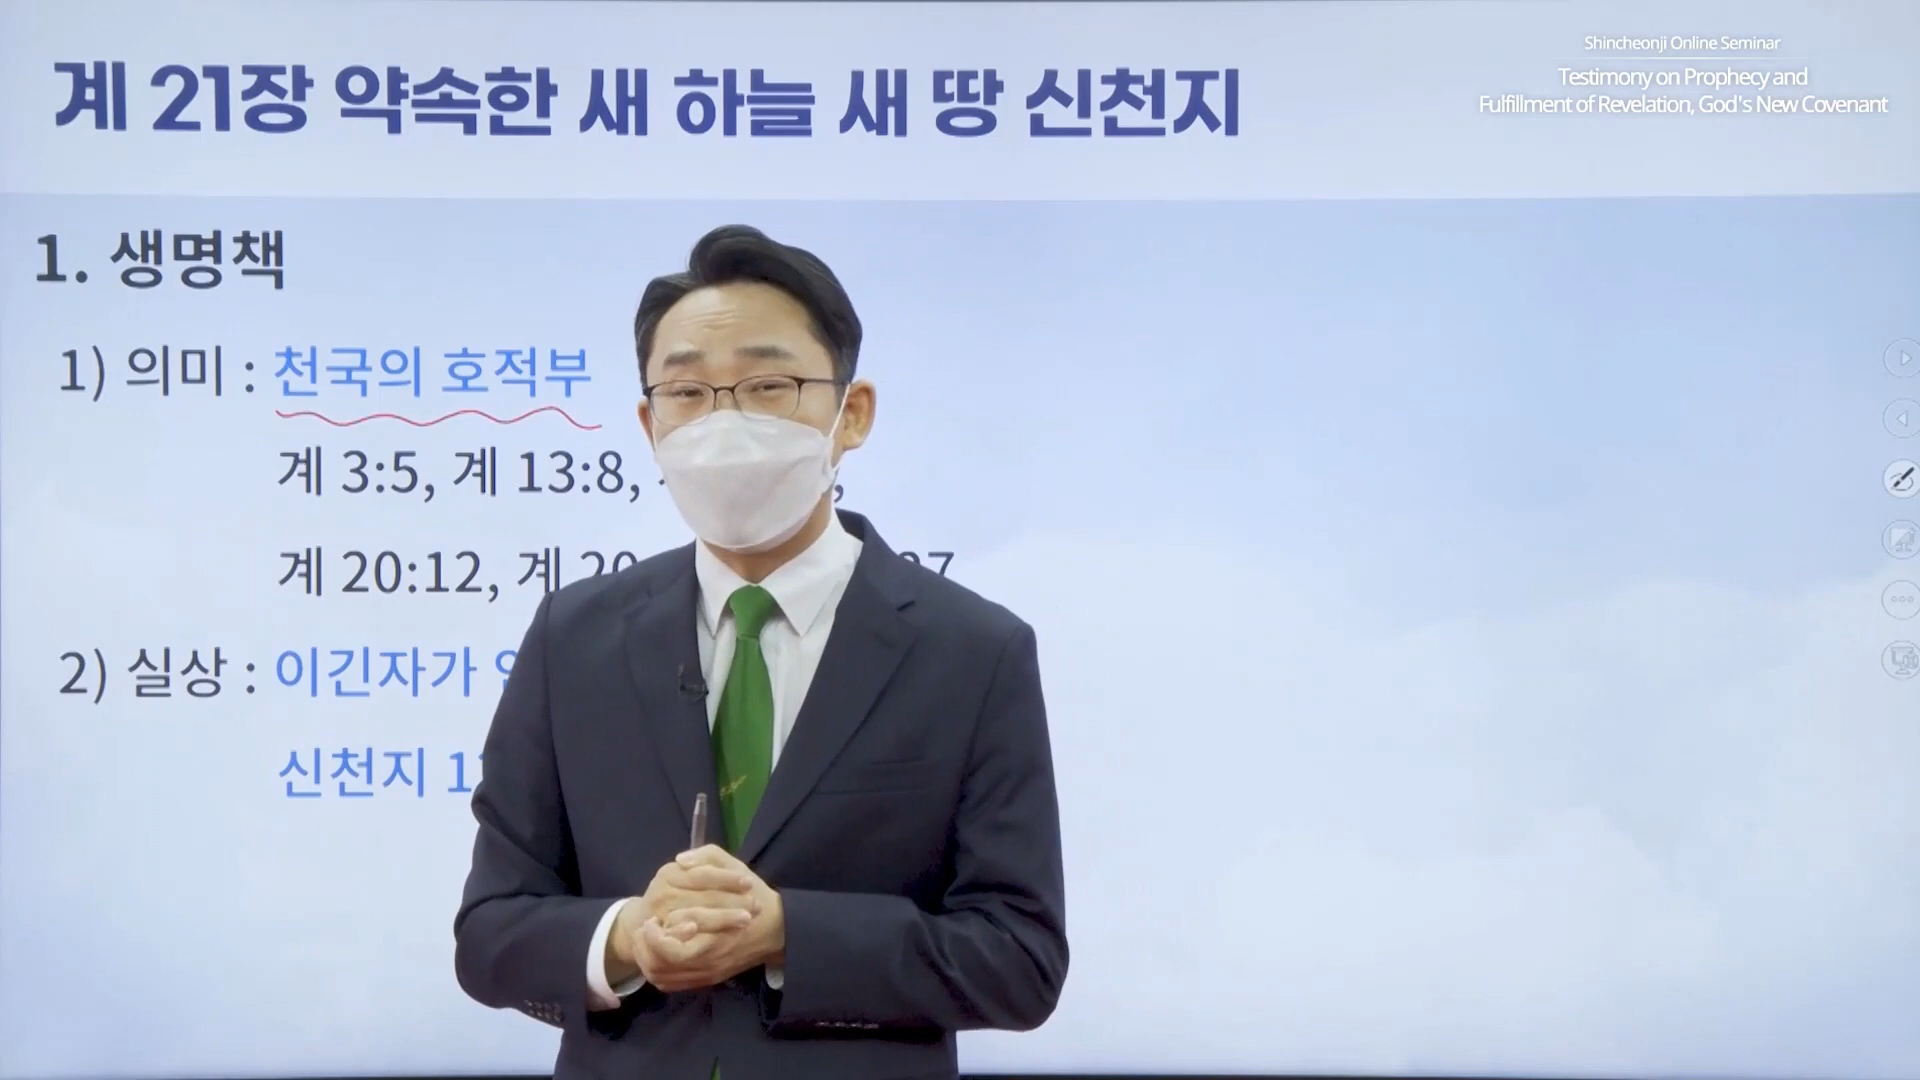 계 21장 약속한 새 하늘 새 땅 신천지
Shincheonji Online Seminar
Testimony on Prophecy and
Fulfillment of Revelation, God's New Covenant
1. 생명책
1) 의미 : 천국의 호적부
계 3:5, 계 13:8,
계 20:12, 계
2) 실상 : 이긴자가
신천지